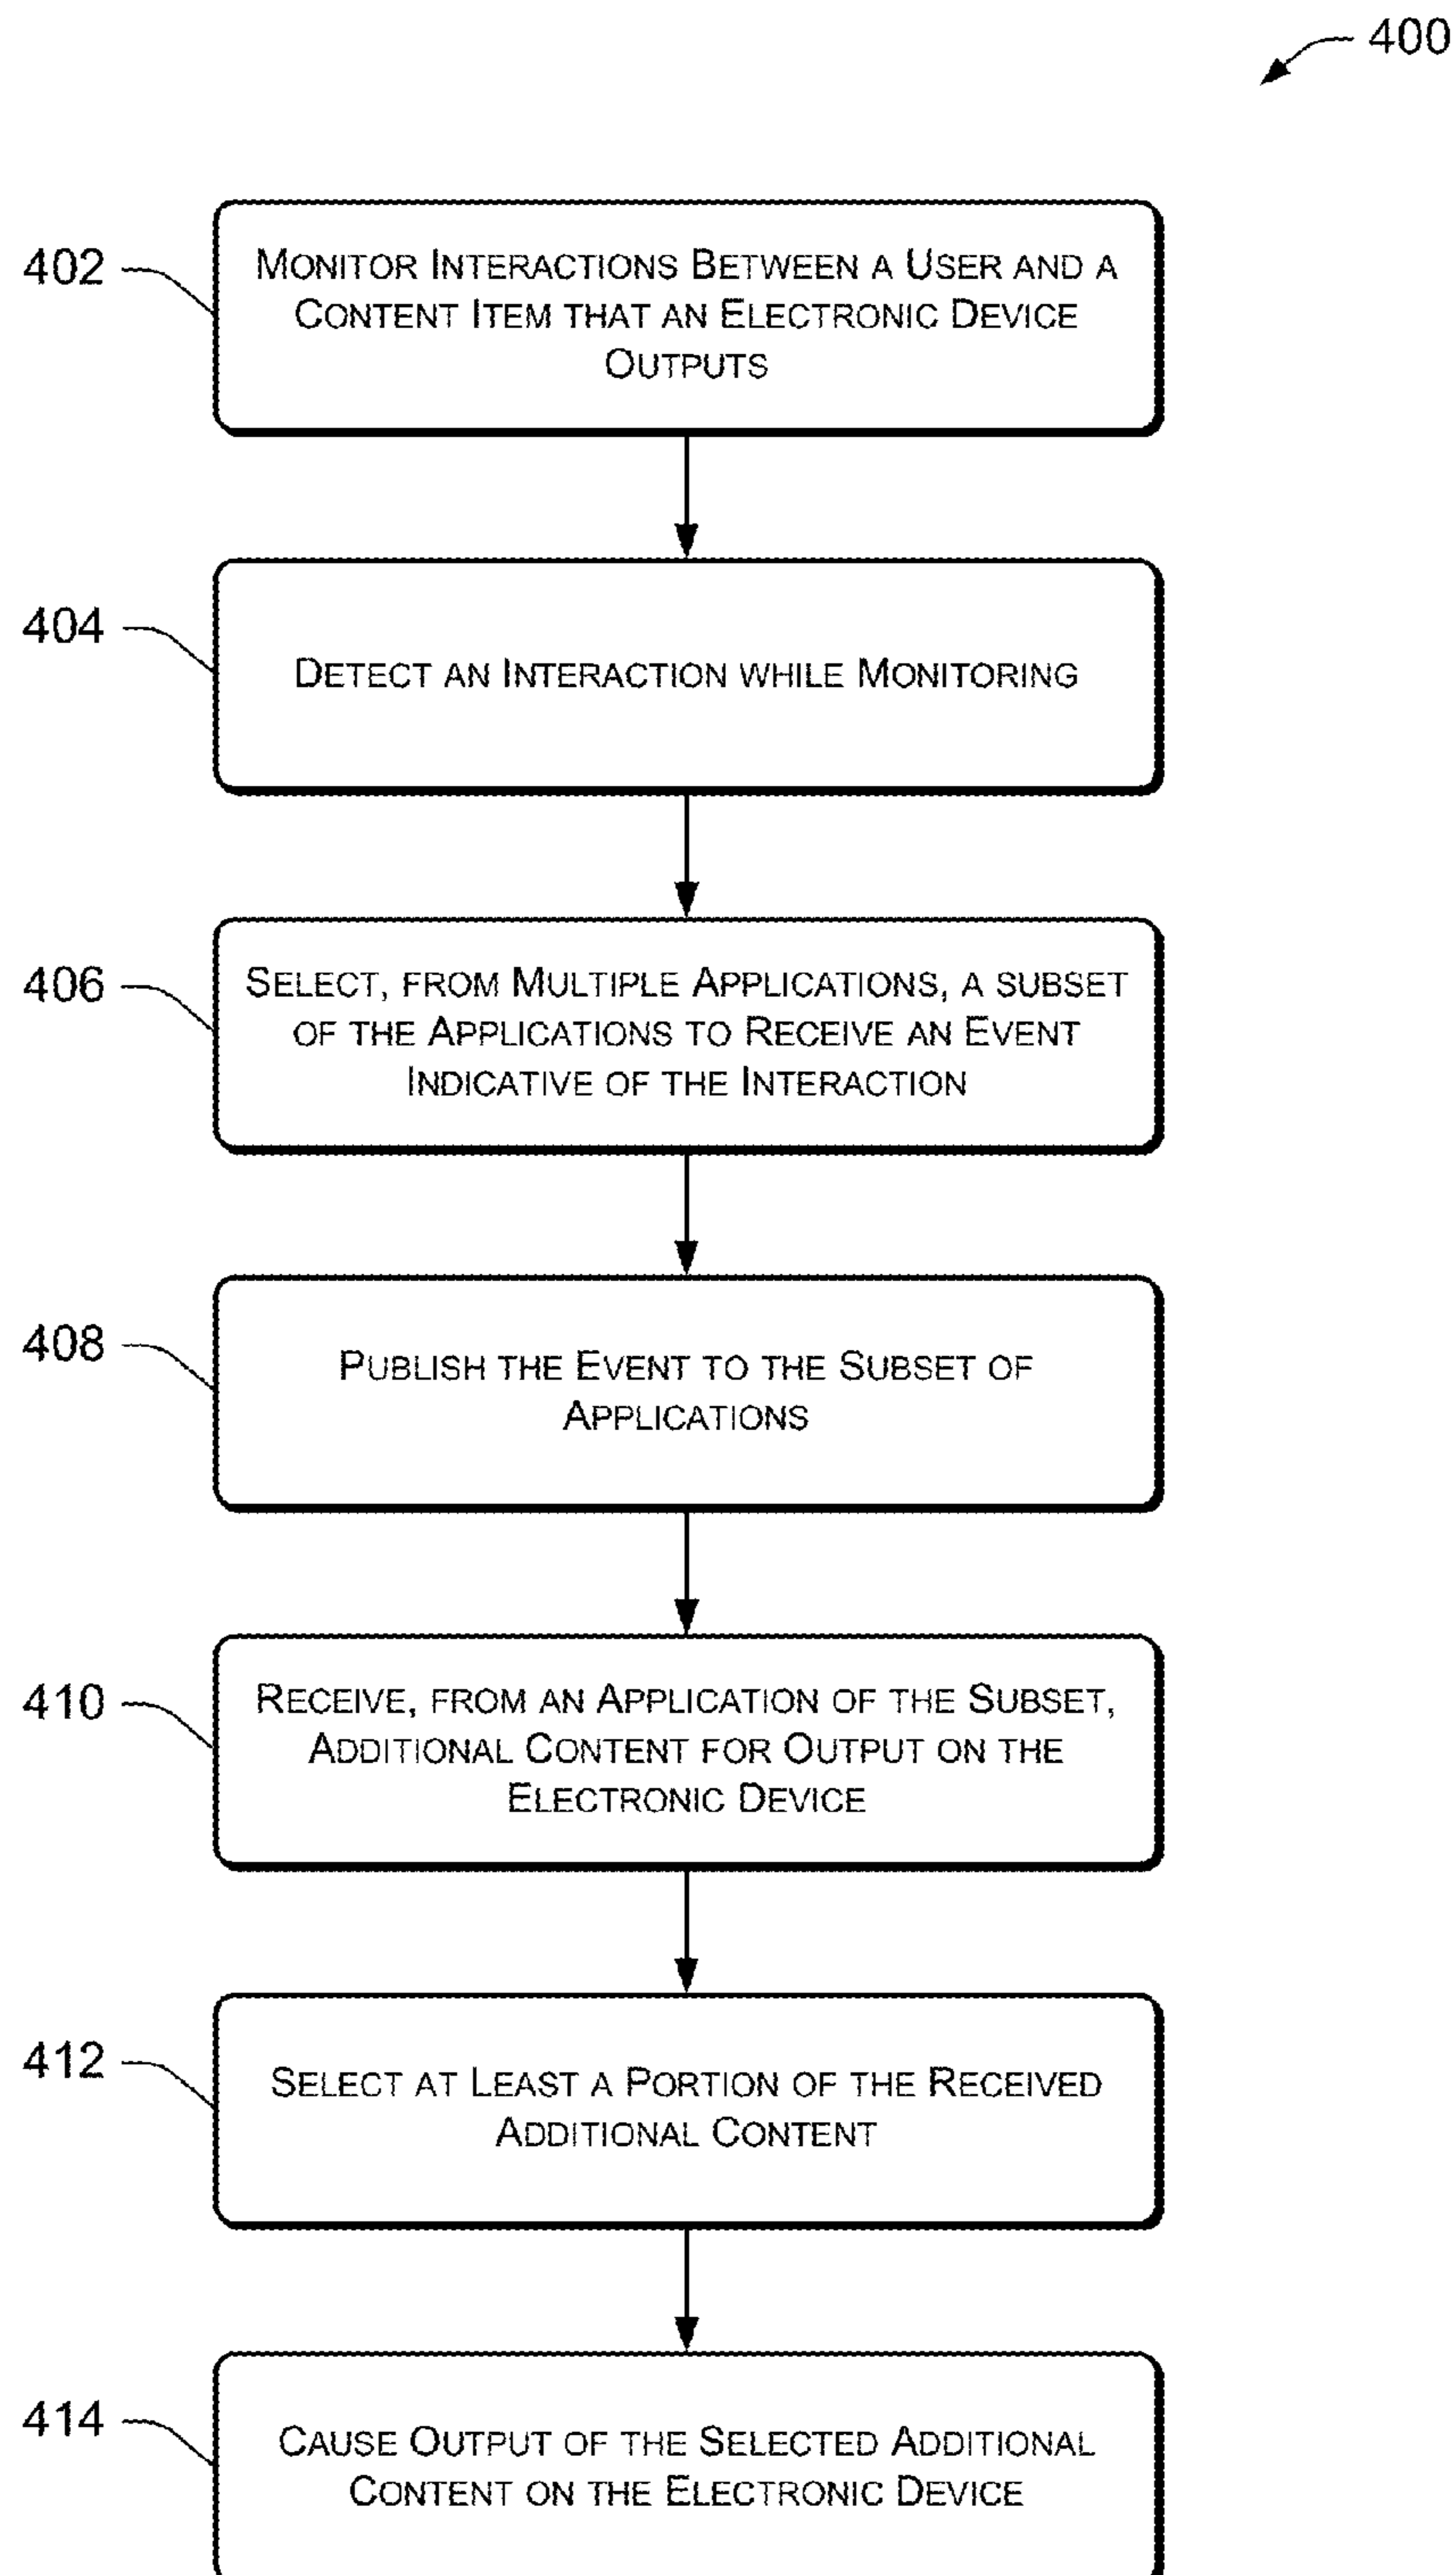 400
402
MONITOR INTERACTIONS BETWEEN A USER AND A
CONTENT ITEM THAT AN ELECTRONIC DEVICE
OUTPUTS
404
DETECT AN INTERACTION WHILE MONITORING
406
SELECT, FROM MULTIPLE APPLICATIONS, A SUBSET
OF THE APPLICATIONS TO RECEIVE AN EVENT
INDICATIVE OF THE INTERACTION
408
PUBLISH THE EVENT TO THE SUBSET OF
APPLICATIONS
410
RECEIVE, FROM AN APPLICATION OF THE SUBSET,
ADDITIONAL CONTENT FOR OUTPUT ON THE
ELECTRONIC DEVICE
412
SELECT AT LEAST A PORTION OF THE RECEIVED
ADDITIONAL CONTENT
414
CAUSE OUTPUT OF THE SELECTED ADDITIONAL
CONTENT ON THE ELECTRONIC DEVICE